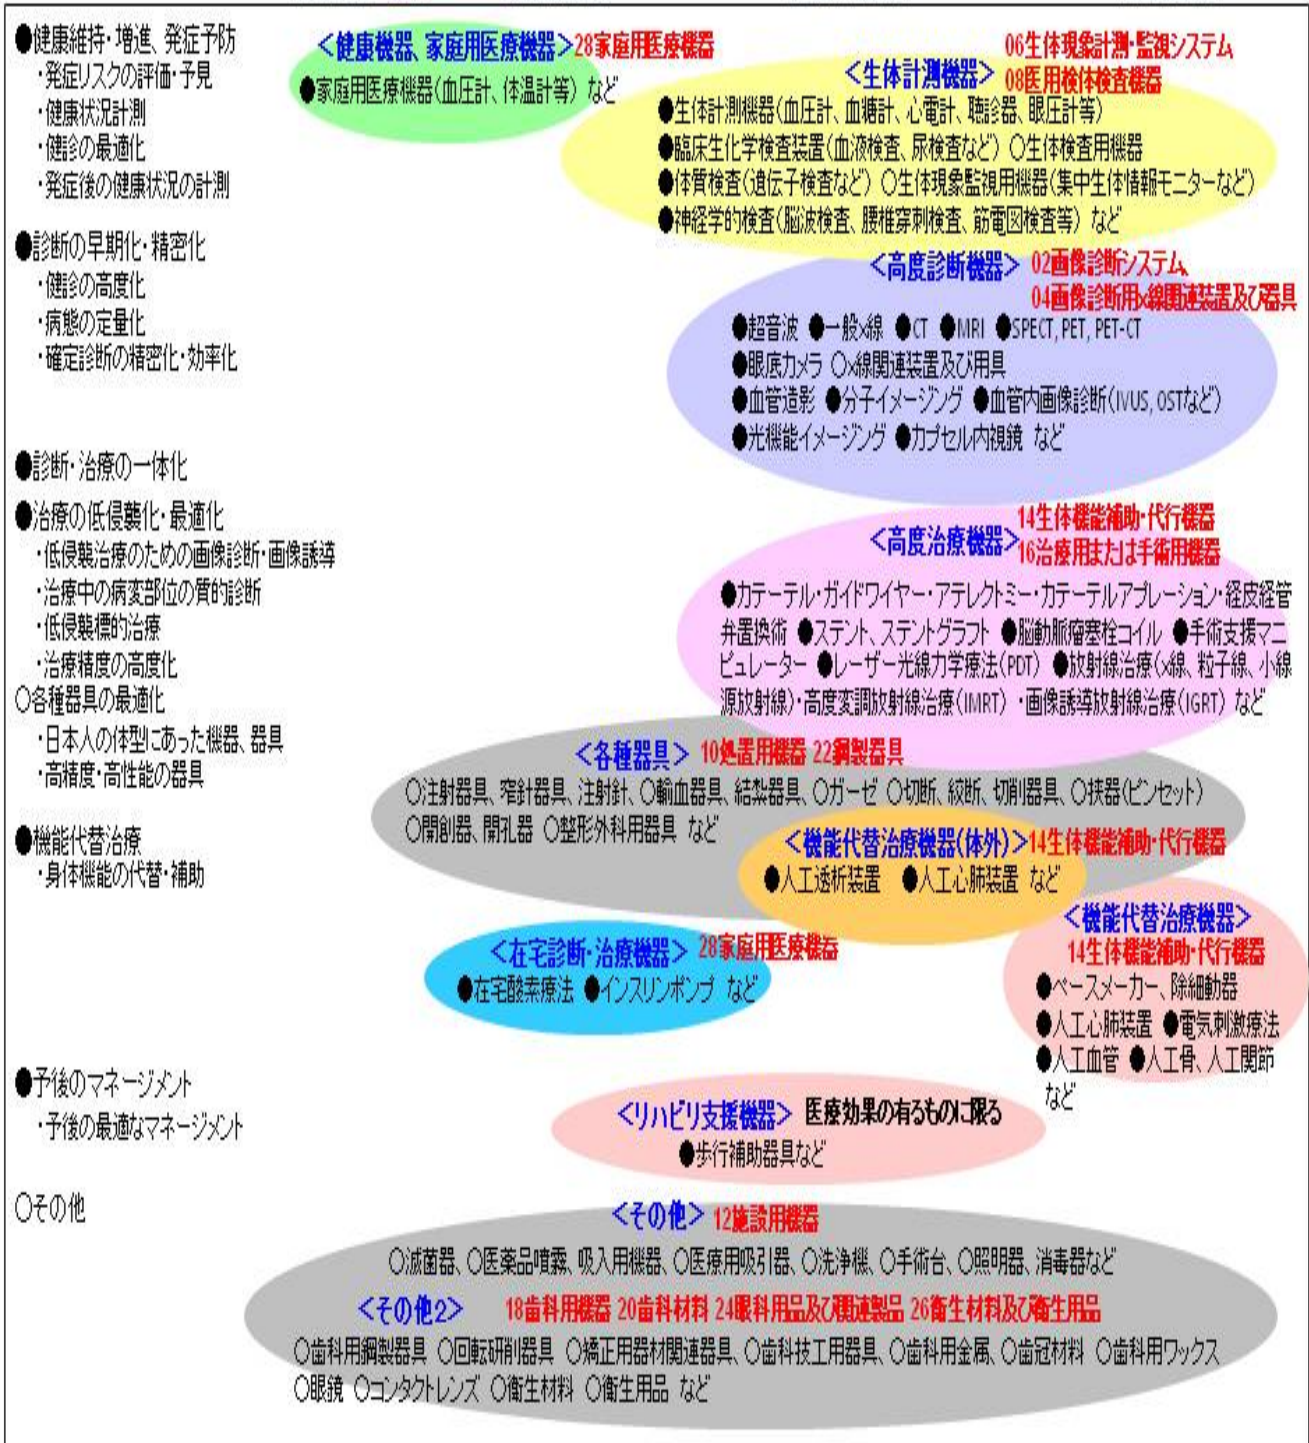 ●健康維持・増進、発症予防
・発症リスクの評価・予見
・健康状況計測
・健診の最適化
・発症後の健康状況の計測
＜健康機器、家庭用医療機器＞28家庭用医療機器
●家庭用医療機器(血圧計、体温計等) など
＜生体計測機器＞
06生体現象計測・監視システム
08医用検体検査機器
●生体計測機器(血圧計、血糖計、心電計、聴診器、眼圧計等)
●臨床生化学検査装置(血液検査、尿検査など) ○生体検査用機器
●体質検査(遺伝子検査など) ○生体現象監視用機器(集中生体情報モニターなど)
●神経学的検査(脳波検査、腰椎穿刺検査、筋電図検査等) など
●診断の早期化・精密化
・健診の高度化
・病態の定量化
・確定診断の精密化・効率化
＜高度診断機器＞ 02画像診断システム
04画像診断用x線関連装置及び器具
●超音波 ●一般x線 ●CT ●MRI ●SPECT, PET, PET-CT
●眼底カメラ ○x線関連装置及び用具
●血管造影 ●分子イメージング ●血管内画像診断(IVUS, OSTなど)
●光機能イメージング ●カプセル内視鏡 など
●診断・治療の一体化
●治療の低侵襲化・最適化
・低侵襲治療のための画像診断・画像誘導
・治療中の病変部位の質的診断
・低侵襲標的治療
・治療精度の高度化
＜高度治療機器＞
14生体機能補助・代行機器
16治療用または手術用機器
●カテーテル・ガイドワイヤー・アテレクトミー・カテーテルアブレーション・経皮経管
弁置換術 ●ステント、ステントグラフト ●脳動脈瘤塞栓コイル ●手術支援マニ
ピュレーター ●レーザー光線力学療法(PDT) ●放射線治療(x線、粒子線、小線
源放射線)・高度変調放射線治療(IMRT) ・画像誘導放射線治療(IGRT) など
○各種器具の最適化
・日本人の体型にあった機器、器具
・高精度・高性能の器具
＜各種器具＞ 10処置用機器 22鋼製器具
○注射器具、穿針器具、注射針、○輸血器具、結紮器具、○ガーゼ ○切断、絞断、切削器具、○挟器(ピンセット)
○開創器、開孔器 ○整形外科用器具 など
●機能代替治療
・身体機能の代替・補助
＜機能代替治療機器(体外)＞14生体機能補助・代行機器
●人工透析装置 ●人工心肺装置 など
＜機能代替治療機器＞
14生体機能補助・代行機器
●ペースメーカー、除細動器
●人工心肺装置 ●電気刺激療法
●人工血管 ●人工骨、人工関節
など
＜在宅診断・治療機器＞ 28家庭用医療機器
●在宅酸素療法 ●インスリンポンプ など
●予後のマネージメント
・予後の最適なマネージメント
＜リハビリ支援機器＞ 医療効果の有るものに限る
●歩行補助器具など
○その他
＜その他＞ 12施設用機器
○滅菌器、○医薬品噴霧、吸入用機器、○医療用吸引器、○洗浄機、○手術台、○照明器、消毒器など
＜その他2＞ 18歯科用機器 20歯科材料 24眼科用品及び関連製品 26衛生材料及び衛生用品
○歯科用鋼製器具 ○回転研削器具 ○矯正用器材関連器具、○歯科技工用器具、○歯科用金属、○歯冠材料 ○歯科用ワックス
○眼鏡 ○コンタクトレンズ ○衛生材料 ○衛生用品 など